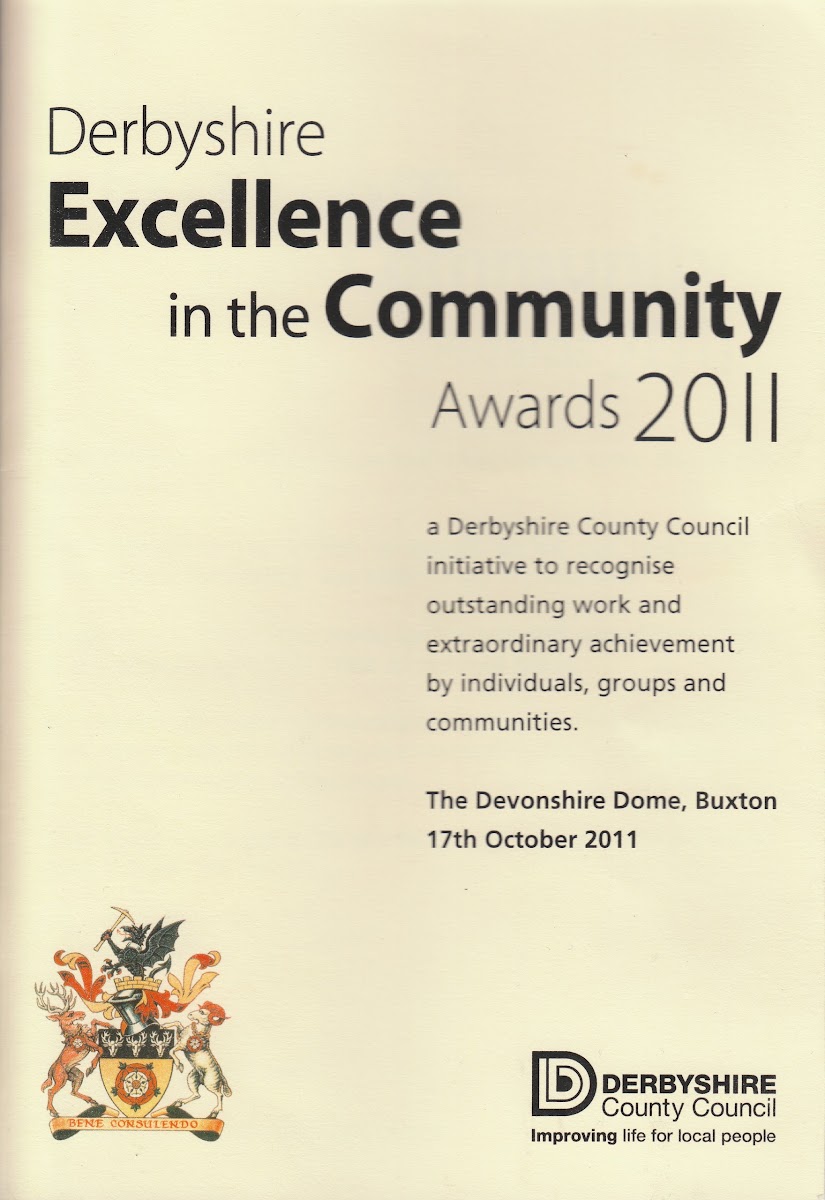 Derbyshire
Excellence
in the Community
Awards 2011
a Derbyshire County Council
initiative to recognise
outstanding work and
extraordinary achievement
by individuals, groups and
communities.
The Devonshire Dome, Buxton
17th October 2011
BENE CONSULENDO
DERBYSHIRE
County Council
Improving life for local people